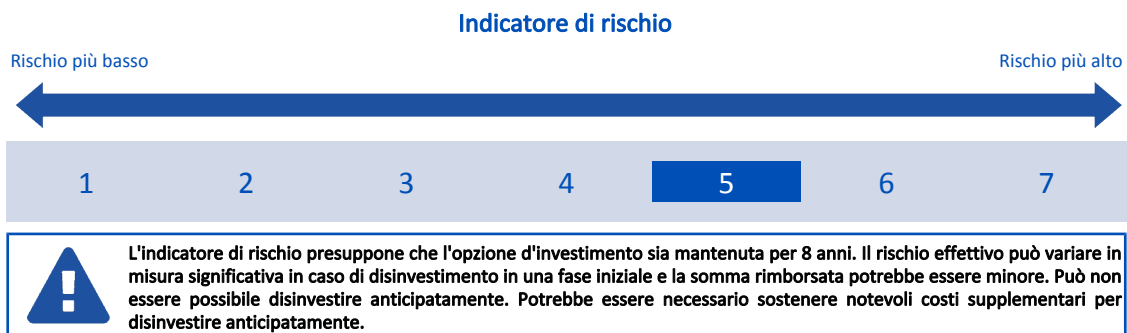 Indicatore di rischio
Rischio più basso
Rischio più alto
1 2 3 4 5 6 7
L'indicatore di rischio presuppone che l'opzione d'investimento sia mantenuta per 8 anni. Il rischio effettivo può variare in
misura significativa in caso di disinvestimento in una fase iniziale e la somma rimborsata potrebbe essere minore. Può non
essere possibile disinvestire anticipatamente. Potrebbe essere necessario sostenere notevoli costi supplementari per
disinvestire anticipatamente.